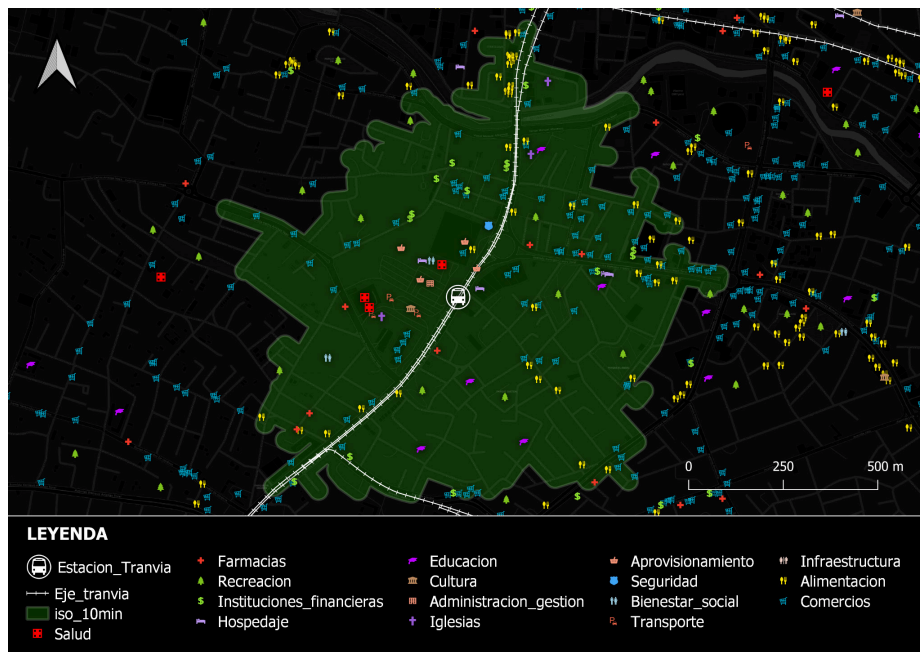 0
250
500 m
LEYENDA
Estacion_Tranvia
Eje_tranvia
iso_10min
Salud
Farmacias
Recreacion
Instituciones_financieras
Hospedaje
Educacion
Cultura
Administracion_gestion
Iglesias
Aprovisionamento
Seguridad
Bienestar_social
Transporte
Infraestructura
Alimentacion
Comercios